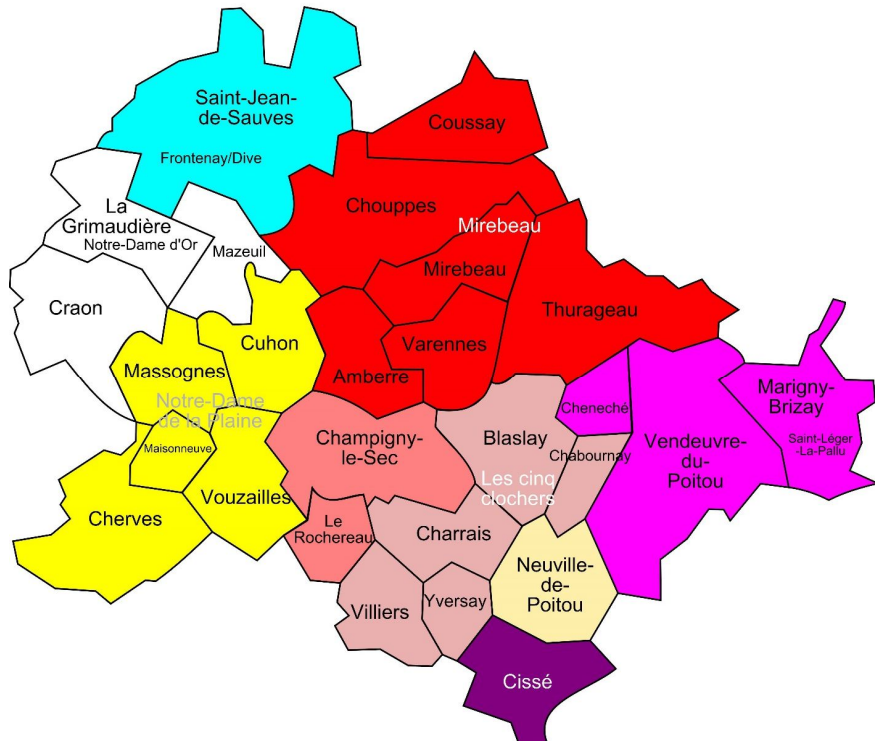 Saint-Jean-
de-Sauves
Frontenay/Dive
Coussay
Chouppes
Mirebeau
La
Grimaudière
Notre-Dame d'Or
Mazeuil
Mirebeau
Craon
Thurageau
Cuhon
Varennes
Massognes
Amberre
Marigny-
Brizay
Saint-Léger
-La-Pallu
Notre-Dame
de la Plaine
Cheneché
Maisonneuve
Champigny-
le-Sec
Blaslay
Vendeuvre-
du-
Poitou
Chabournay
Les cinq
clochers
Vouzailles
Cherves
Le
Rochereau
Charrais
Neuville-
de-
Poitou
Villiers
Yversay
Cissé